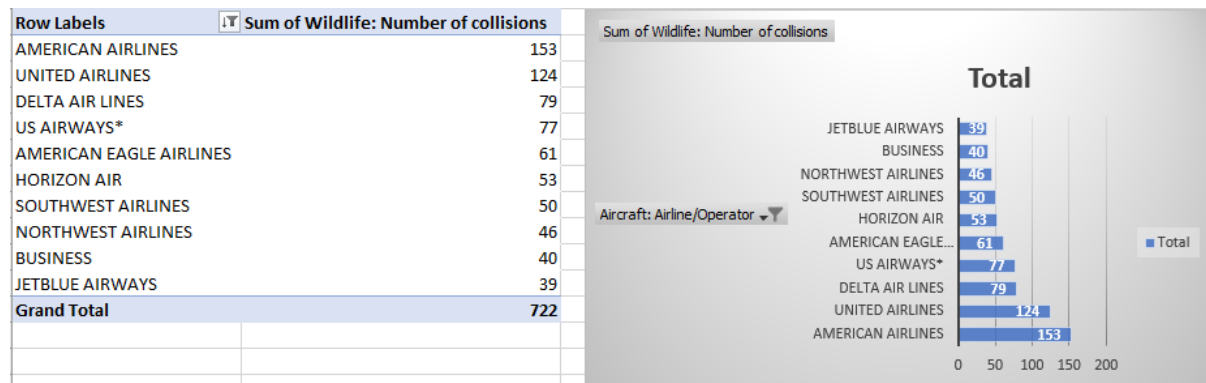 Row Labels Sum of Wildlife: Number of collisions
AMERICAN AIRLINES 153
UNITED AIRLINES 124
DELTA AIR LINES 79
US AIRWAYS* 77
AMERICAN EAGLE AIRLINES 61
HORIZON AIR 53
SOUTHWEST AIRLINES 50
NORTHWEST AIRLINES 46
BUSINESS 40
JETBLUE AIRWAYS 39
Grand Total 722
Sum of Wildlife: Number of collisions
Total
JETBLUE AIRWAYS 39
BUSINESS 40
NORTHWEST AIRLINES 46
SOUTHWEST AIRLINES 50
Aircraft: Airline/Operator
HORIZON AIR 53
AMERICAN EAGLE... 61
US AIRWAYS* 77
DELTA AIR LINES 79
UNITED AIRLINES 124
AMERICAN AIRLINES 153
0 50 100 150 200
Total